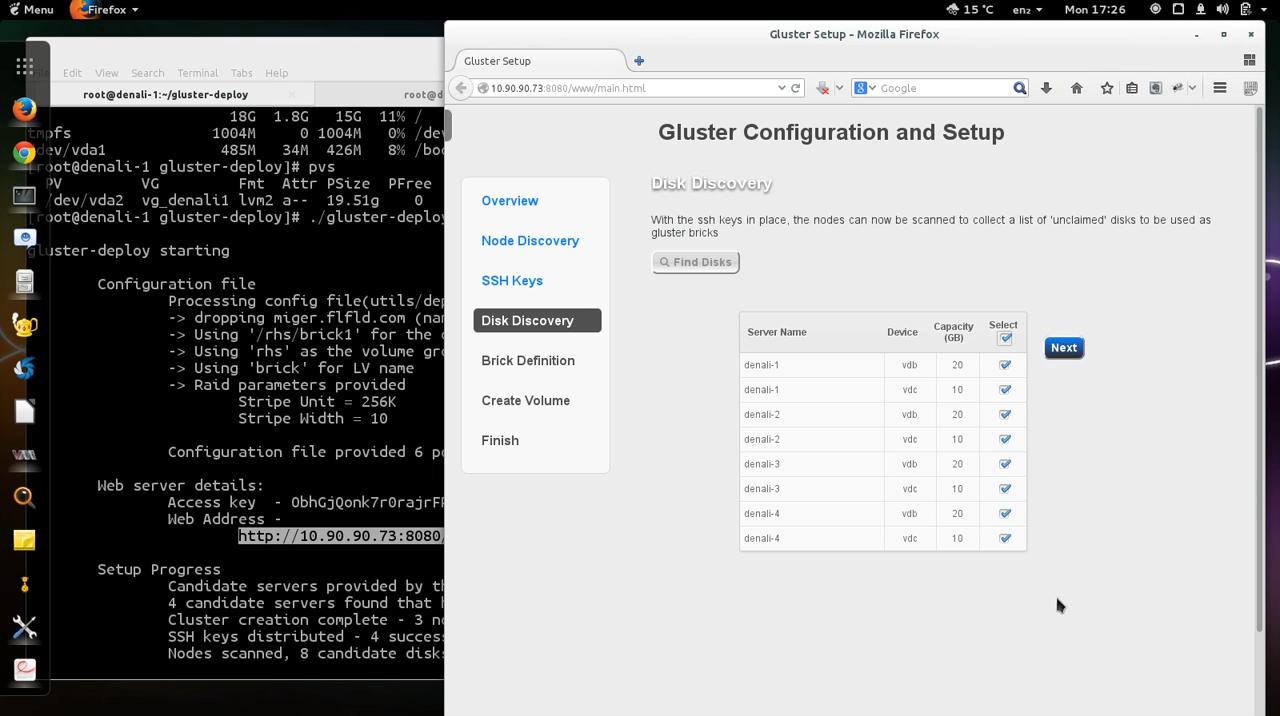 Menu
Firefox
15 °C
en₂
Mon 17:26
Edit View Search Terminal Tabs Help
root@denali-1:~/gluster-deploy
root@d
18G 1.8G 15G 11% /
tmpfs 1004M 0 1004M 0% /dev
/dev/vda1 485M 34M 426M 8% /bo
[root@denali-1 gluster-deploy]# pvs
PV VG Fmt Attr PSize PFree
/dev/vda2 vg_denali1 lvm2 a-- 19.51g 0
[root@denali-1 gluster-deploy]# ./gluster-deploy
gluster-deploy starting
Configuration file
Processing config file(utils/dep
-> dropping miger.flfld.com (nam
-> Using '/rhs/brick1' for the
-> Using 'rhs' as the volume gro
-> Using 'brick' for LV name
-> Raid parameters provided
Stripe Unit = 256K
Stripe Width = 10
Configuration file provided 6 po
Web server details:
Access key - ObhGjQonk7r0rajrF
Web Address -
http://10.90.90.73:8080/
Setup Progress
Candidate servers provided by th
4 candidate servers found that h
Cluster creation complete - 3 no
SSH keys distributed - 4 success
Nodes scanned, 8 candidate disks
Gluster Setup - Mozilla Firefox
Gluster Setup
10.90.90.73:8080/www/main.html
Google
Gluster Configuration and Setup
Overview
Node Discovery
SSH Keys
Disk Discovery
Brick Definition
Create Volume
Finish
Disk Discovery
With the ssh keys in place, the nodes can now be scanned to collect a list of 'unclaimed' disks to be used as
gluster bricks
Find Disks
Server Name Device Capacity (GB) Select
denali-1 vdb 20
denali-1 vdc 10
denali-2 vdb 20
denali-2 vdc 10
denali-3 vdb 20
denali-3 vdc 10
denali-4 vdb 20
denali-4 vdc 10
Next